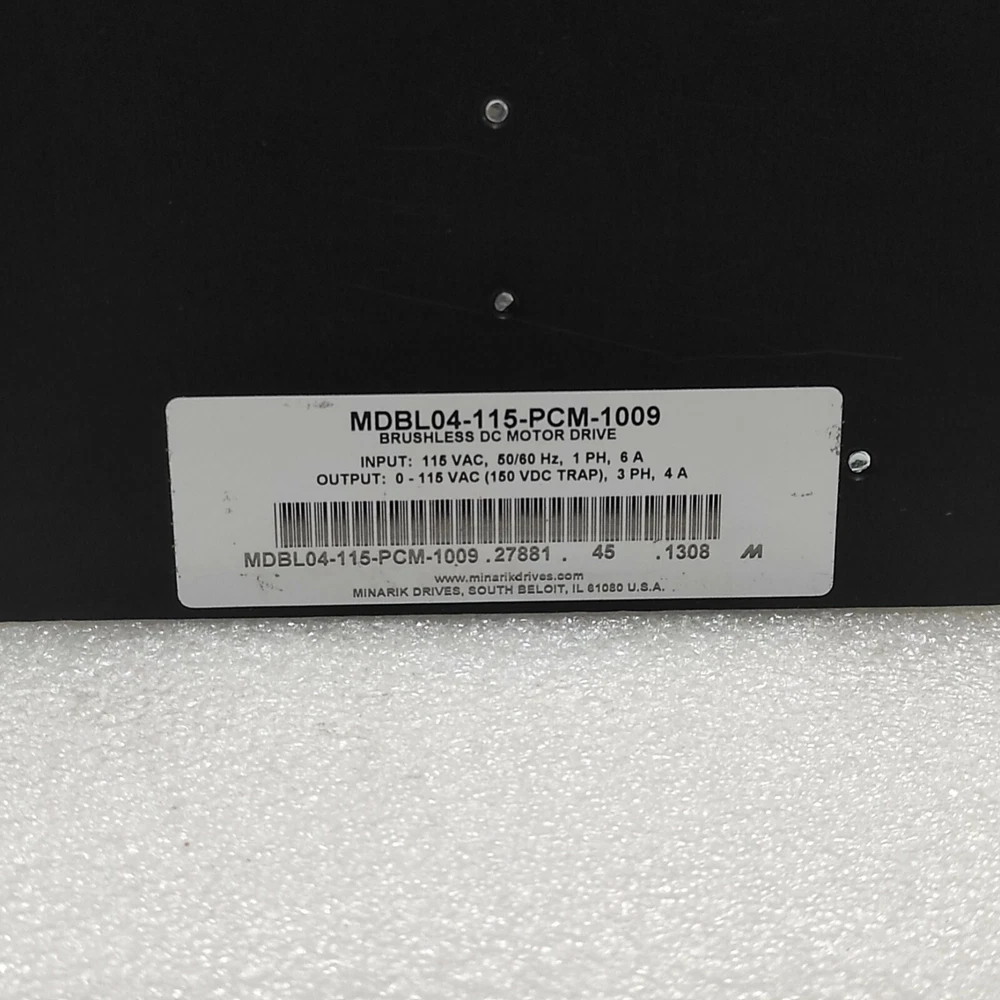 MDBL04-115-PCM-1009
BRUSHLESS DC MOTOR DRIVE
INPUT: 115 VAC, 50/60 Hz, 1 PH, 6 A
OUTPUT: 0 - 115 VAC (150 VDC TRAP), 3 PH, 4 A
MDBL04-115-PCM-1009 .27881 . 45 .1308 M
www.minarikdrives.com
MINARIK DRIVES, SOUTH BELOIT, IL 61080 U.S.A.